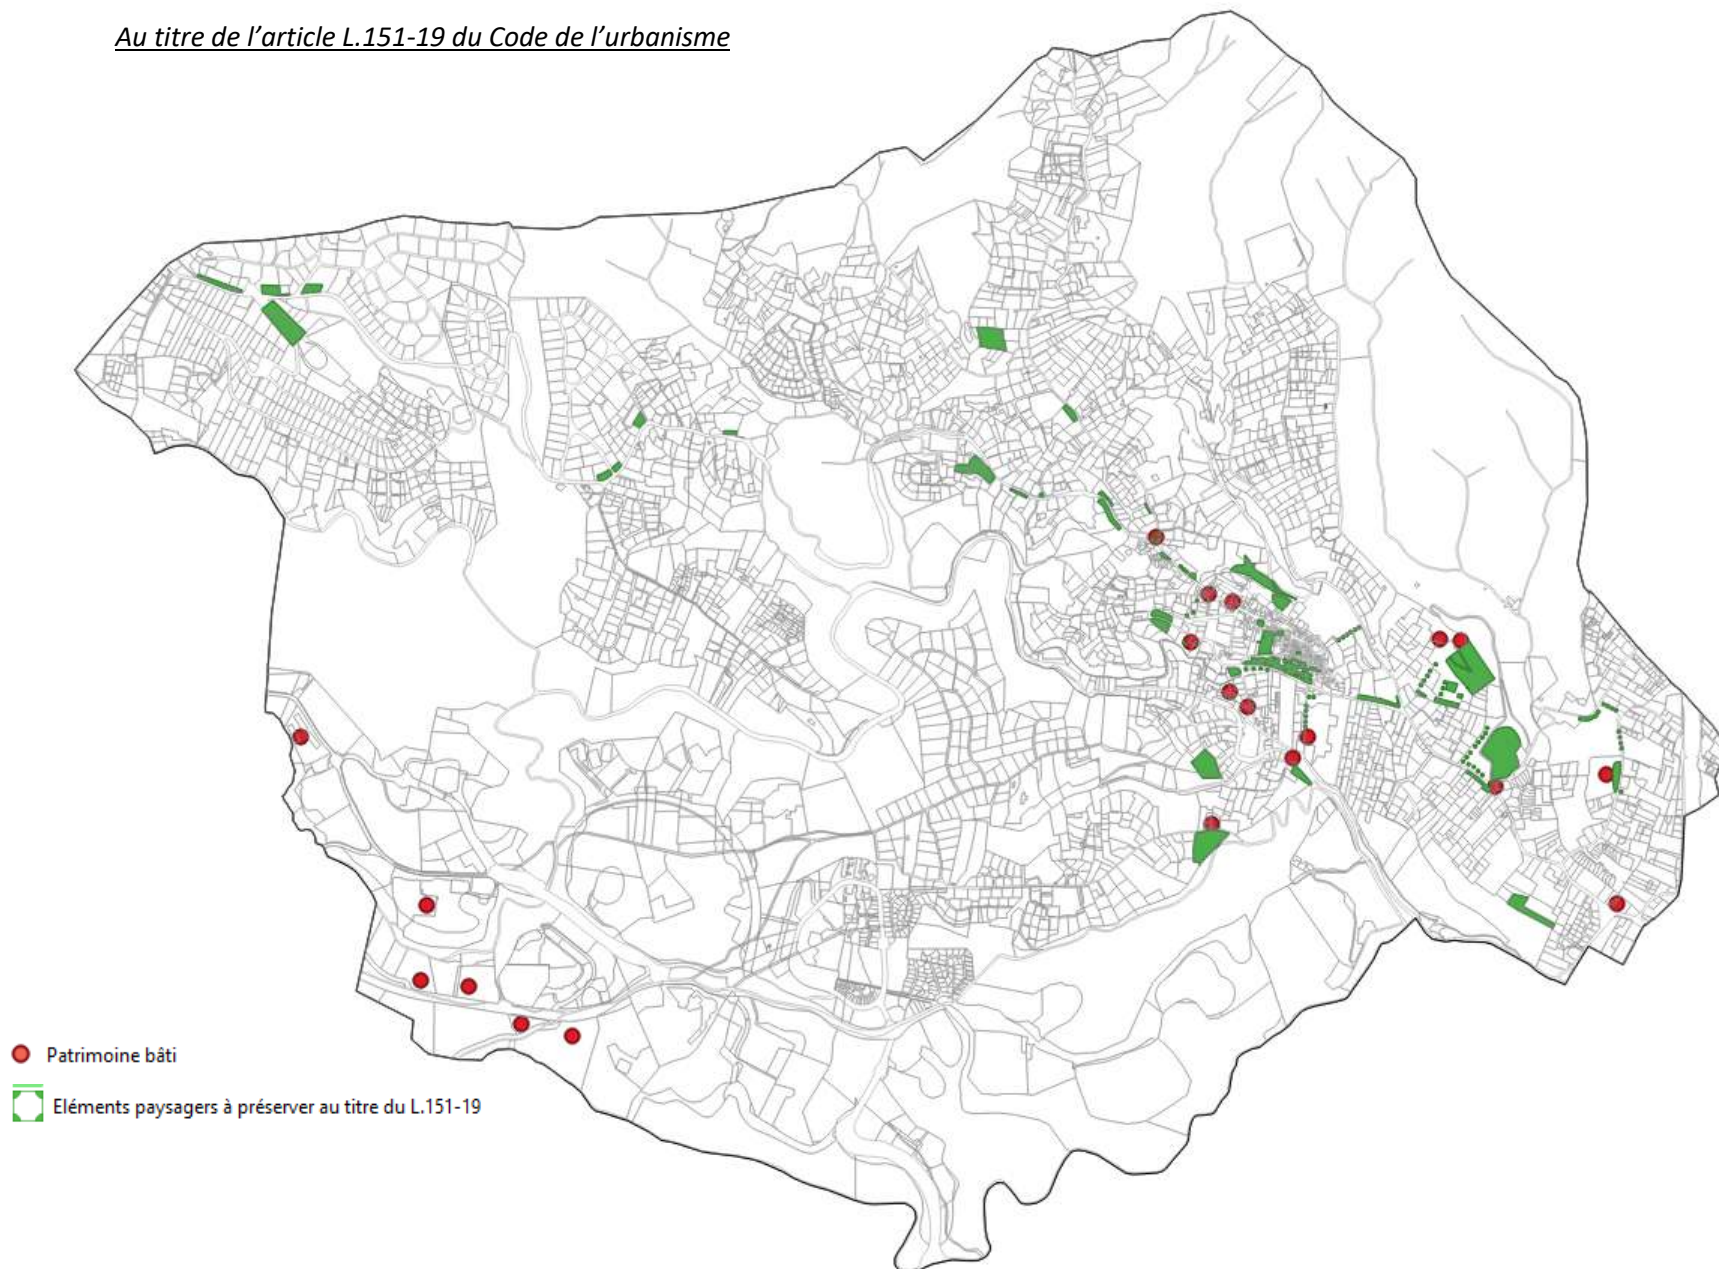 Au titre de l’article L.151-19 du Code de l’urbanisme
Patrimoine bâti
Eléments paysagers à préserver au titre du L.151-19